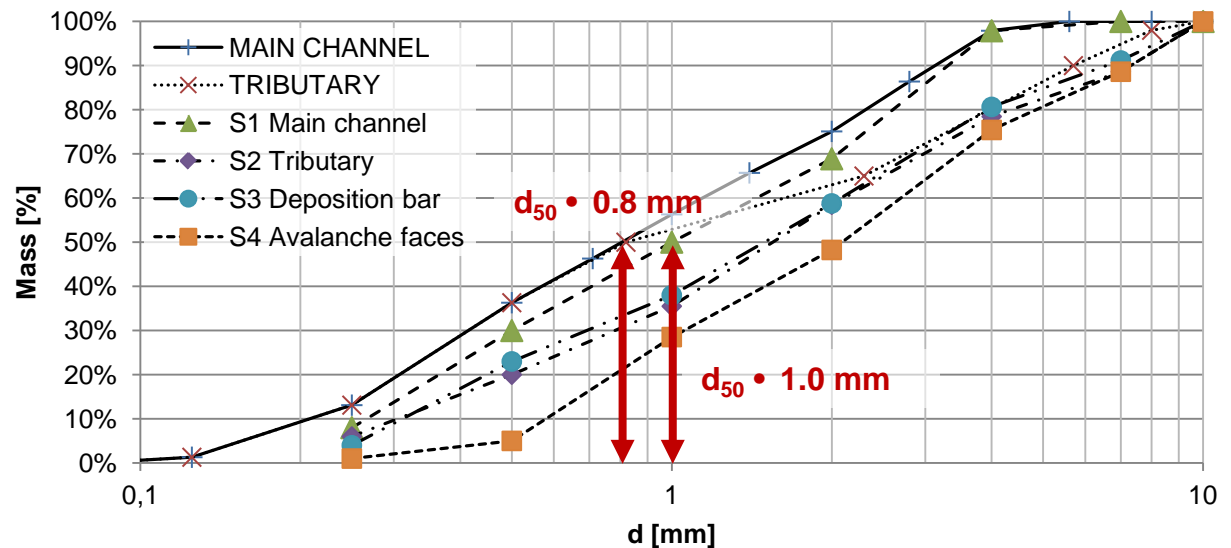 100%
90%
80%
70%
60%
50%
40%
30%
20%
10%
0%
Mass [%]
MAIN CHANNEL
TRIBUTARY
S1 Main channel
S2 Tributary
S3 Deposition bar
S4 Avalanche faces
d50 • 0.8 mm
d50 • 1.0 mm
0,1
1
10
d [mm]